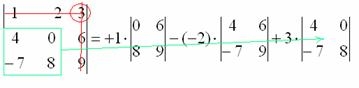 1 2 3
4 0 6 = +1· |0 6| −(−2)· |4 6| +3· |4 0|
−7 8 9 |8 9| |−7 9| |−7 8|